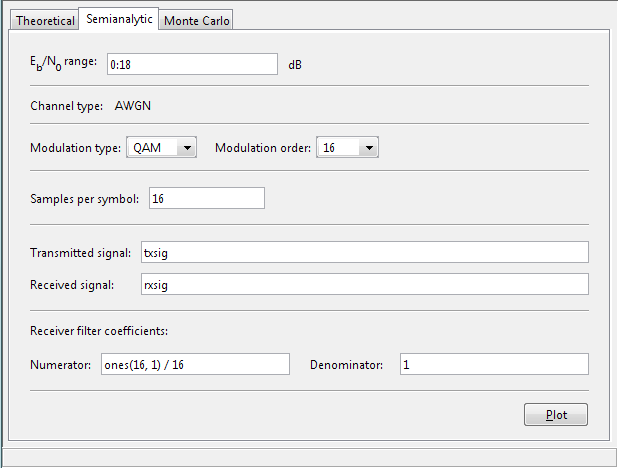 Theoretical Semianalytic Monte Carlo
Eb/N0 range: 0:18 dB
Channel type: AWGN
Modulation type: QAM Modulation order: 16
Samples per symbol: 16
Transmitted signal: txsig
Received signal: rxsig
Receiver filter coefficients:
Numerator: ones(16, 1) / 16 Denominator: 1
Plot